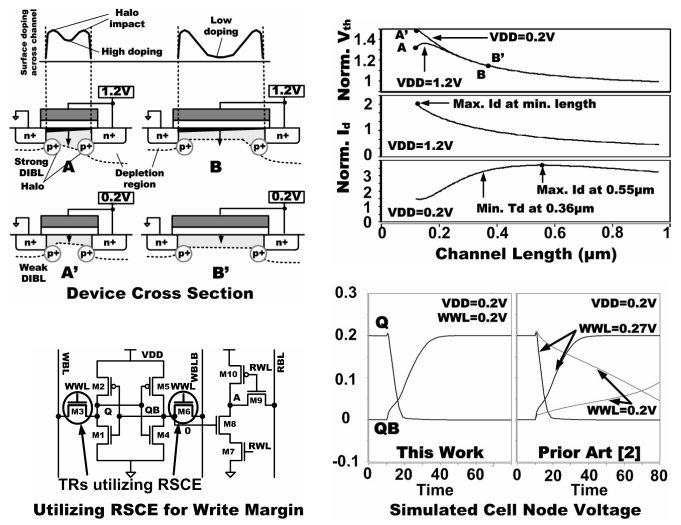 Surface doping
across channel
Halo
impact
High doping
Low
doping
1.2V
1.2V
n+
n+
n+
n+
p+
p+
p+
p+
Strong
DIBL
Halo
A
Depletion
region
B
0.2V
0.2V
n+
n+
n+
n+
p+
p+
p+
p+
Weak
DIBL
A'
B'
Device Cross Section
Norm. Vth
1.4
1.2
1
A'
A
VDD=0.2V
VDD=1.2V
B'
B
Norm. Id
2
1
0
Max. Id at min. length
VDD=1.2V
3
2
1
0
VDD=0.2V
Min. Td at 0.36µm
Max. Id at 0.55µm
0
0.2
0.4
0.6
0.8
1
Channel Length (µm)
WBL
VDD
WBLB
RBL
WWL
M3
M2
M1
Q
QB
M5
M4
WWL
M6
0
M10
RWL
A
M9
M8
M7
RWL
TRs utilizing RSCE
Utilizing RSCE for Write Margin
0.3
0.2
0.1
0
-0.1
Q
QB
VDD=0.2V
WWL=0.2V
This Work
0
20
40
60
Time
VDD=0.2V
WWL=0.27V
WWL=0.2V
Prior Art [2]
0
20
40
60
80
Time
Simulated Cell Node Voltage